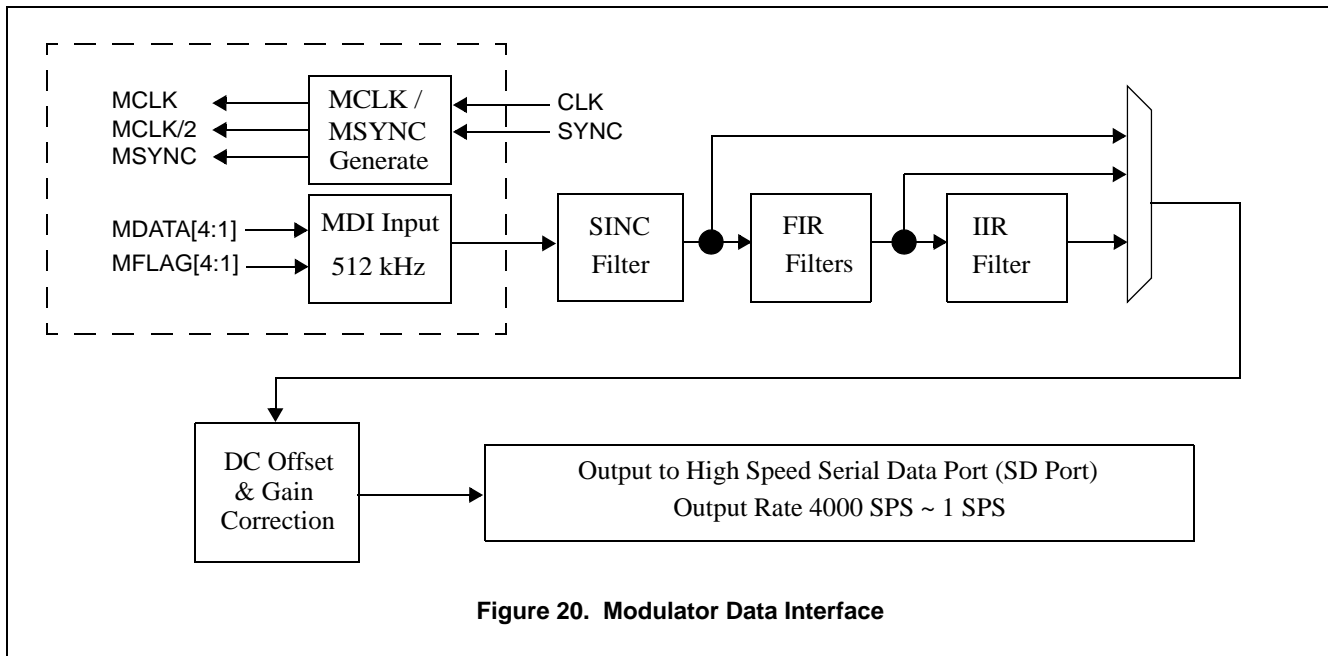 MCLK
MCLK/2
MSYNC
MCLK /
MSYNC
Generate
CLK
SYNC
MDATA[4:1]
MFLAG[4:1]
MDI Input
512 kHz
SINC
Filter
FIR
Filters
IIR
Filter
DC Offset
& Gain
Correction
Output to High Speed Serial Data Port (SD Port)
Output Rate 4000 SPS ~ 1 SPS
Figure 20. Modulator Data Interface